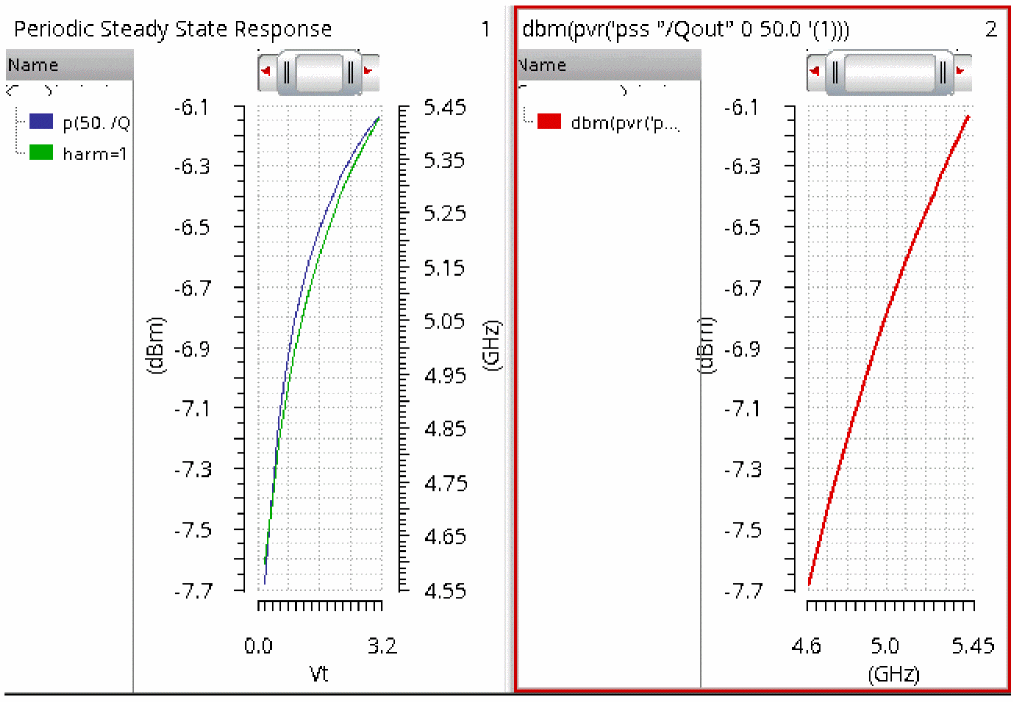 Periodic Steady State Response 1
Name
p(50. /Q
harm=1
-6.1
-6.3
-6.5
-6.7
-6.9
-7.1
-7.3
-7.5
-7.7
(dBm)
5.45
5.35
5.25
5.15
5.05
4.95
4.85
4.75
4.65
4.55
(GHz)
0.0 3.2
Vt
dbm(pvr('pss "/Qout" 0 50.0 '(1))) 2
Name
dbm(pvr('p...
-6.1
-6.3
-6.5
-6.7
-6.9
-7.1
-7.3
-7.5
-7.7
(dBm)
4.6 5.0 5.45
(GHz)